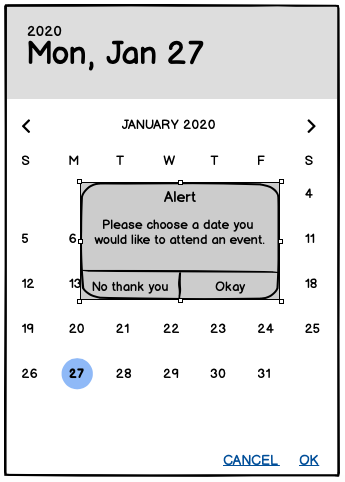 2020
Mon, Jan 27
JANUARY 2020
S M T W T F S
4
Alert
Please choose a date you
would like to attend an event.
5 6 11
No thank you Okay
12 13 18
19 20 21 22 23 24 25
26 27 28 29 30 31
CANCEL OK